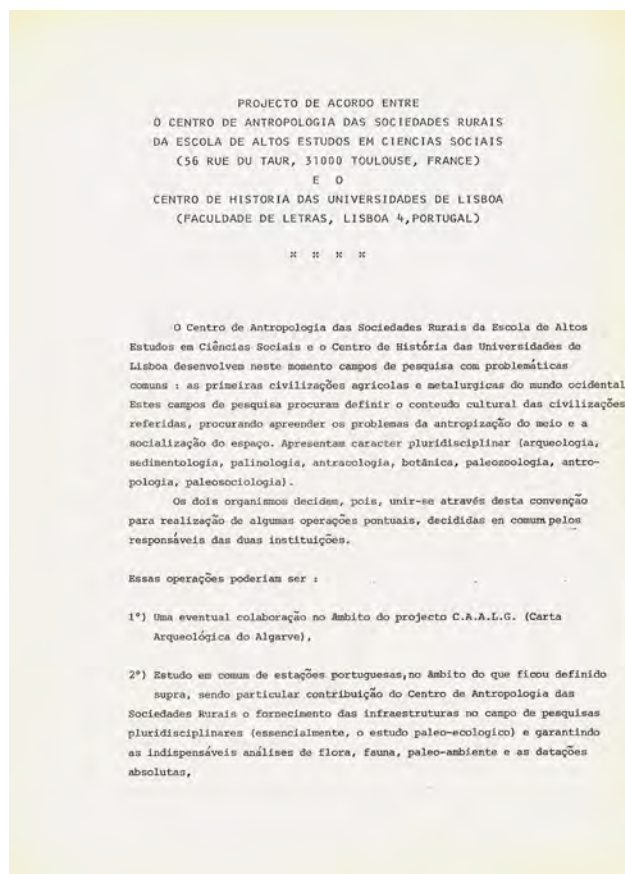 PROJECTO DE ACORDO ENTRE
O CENTRO DE ANTROPOLOGIA DAS SOCIEDADES RURAIS
DA ESCOLA DE ALTOS ESTUDOS EM CIENCIAS SOCIAIS
(56 RUE DU TAUR, 31000 TOULOUSE, FRANCE)
E O
CENTRO DE HISTORIA DAS UNIVERSIDADES DE LISBOA
(FACULDADE DE LETRAS, LISBOA 4,PORTUGAL)
* * * *
O Centro de Antropologia das Sociedades Rurais da Escola de Altos
Estudos em Ciências Sociais e o Centro de História das Universidades de
Lisboa desenvolvem neste momento campos de pesquisa com problemáticas
comuns : as primeiras civilizações agricolas e metalurgicas do mundo ocidental
Estes campos de pesquisa procuram definir o conteudo cultural das civilizações
referidas, procurando apreender os problemas da antropização do meio e a
socialização do espaço. Apresentam caracter pluridisciplinar (arqueologia,
sedimentologia, palinologia, antracologia, botânica, paleozoologia, antro-
pologia, paleosociologia).
Os dois organismos decidem, pois, unir-se através desta convenção
para realização de algumas operações pontuais, decididas en comum pelos
responsáveis das duas instituições.
Essas operações poderiam ser :
1°) Uma eventual colaboração no âmbito do projecto C.A.A.L.G. (Carta
Arqueológica do Algarve),
2°) Estudo em comum de estações portuguesas,no âmbito do que ficou definido
supra, sendo particular contribuição do Centro de Antropologia das
Sociedades Rurais o fornecimento das infraestruturas no campo de pesquisas
pluridisciplinares (essencialmente, o estudo paleo-ecologico) e garantindo
as indispensáveis análises de flora, fauna, paleo-ambiente e as datações
absolutas,